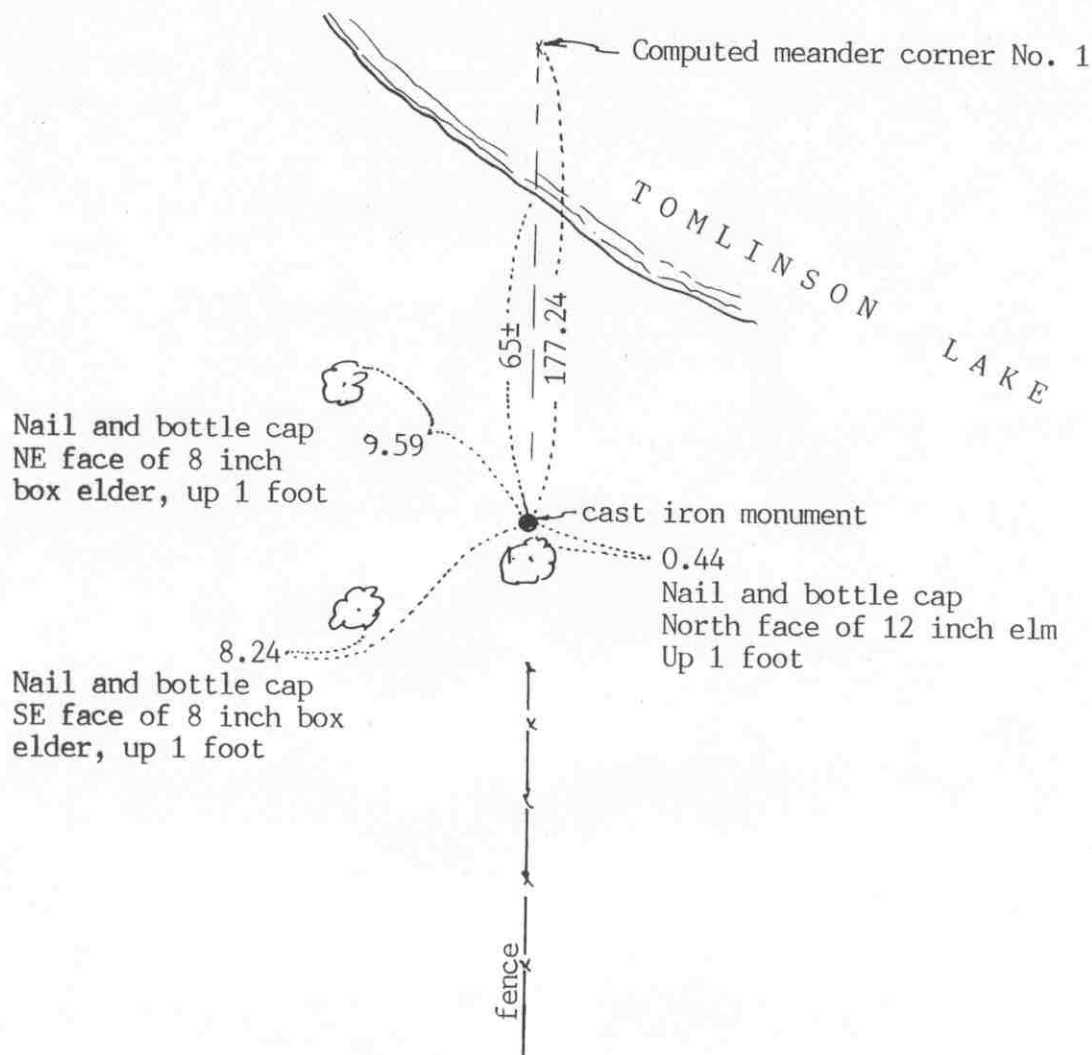 Computed meander corner No. 1
TOMLINSON LAKE
65±
177.24
Nail and bottle cap
NE face of 8 inch
box elder, up 1 foot
9.59
cast iron monument
0.44
Nail and bottle cap
North face of 12 inch elm
Up 1 foot
8.24
Nail and bottle cap
SE face of 8 inch box
elder, up 1 foot
fence